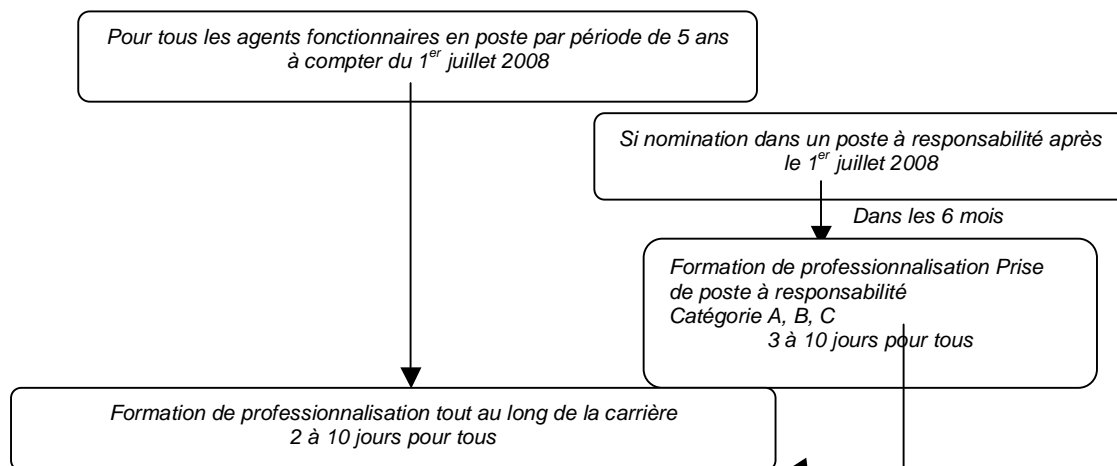 Pour tous les agents fonctionnaires en poste par période de 5 ans
à compter du 1er juillet 2008
Si nomination dans un poste à responsabilité après
le 1er juillet 2008
Dans les 6 mois
Formation de professionnalisation Prise
de poste à responsabilité
Catégorie A, B, C
3 à 10 jours pour tous
Formation de professionnalisation tout au long de la carrière
2 à 10 jours pour tous